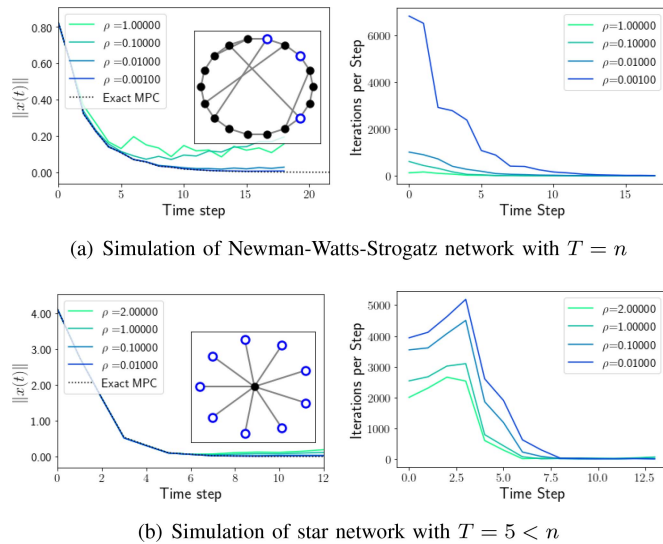 0.80
0.60
0.40
0.20
0.00
‖x(t)‖
ρ = 1.00000
ρ = 0.10000
ρ = 0.01000
ρ = 0.00100
Exact MPC
0 5 10 15 20
Time step
6000
4000
2000
0
Iterations per Step
ρ=1.00000
ρ=0.10000
ρ=0.01000
ρ=0.00100
0 5 10 15
Time Step
(a) Simulation of Newman-Watts-Strogatz network with T = n
4.00
3.00
2.00
1.00
0.00
‖x(t)‖
ρ = 2.00000
ρ = 1.00000
ρ = 0.10000
ρ = 0.01000
Exact MPC
0 2 4 6 8 10 12
Time step
5000
4000
3000
2000
1000
0
Iterations per Step
ρ=2.00000
ρ=1.00000
ρ=0.10000
ρ=0.01000
0.0 2.5 5.0 7.5 10.0 12.5
Time Step
(b) Simulation of star network with T = 5 < n